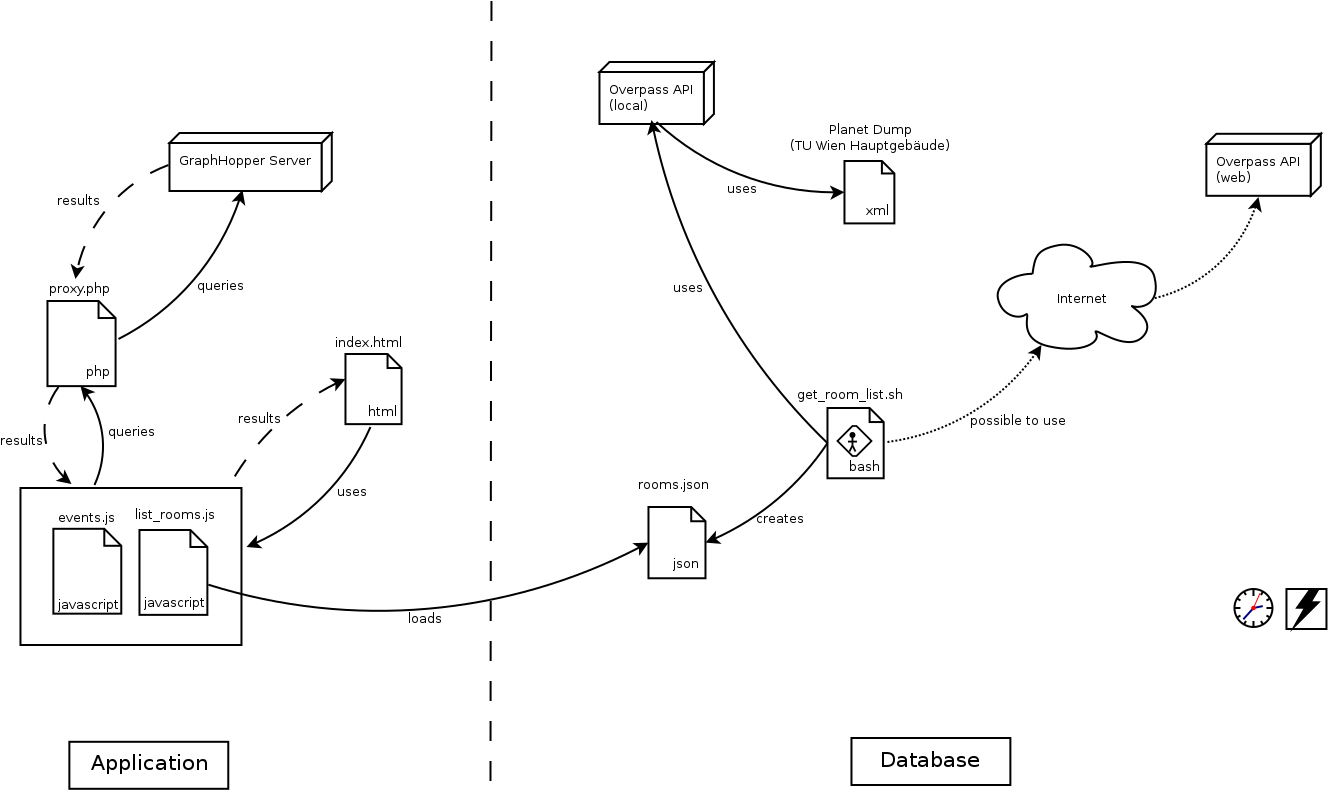 Overpass API
(local)
Planet Dump
(TU Wien Hauptgebäude)
xml
uses
GraphHopper Server
results
queries
proxy.php
php
Overpass API
(web)
Internet
uses
index.html
html
results
queries
results
get_room_list.sh
bash
possible to use
uses
rooms.json
json
creates
events.js
javascript
list_rooms.js
javascript
loads
Application
Database